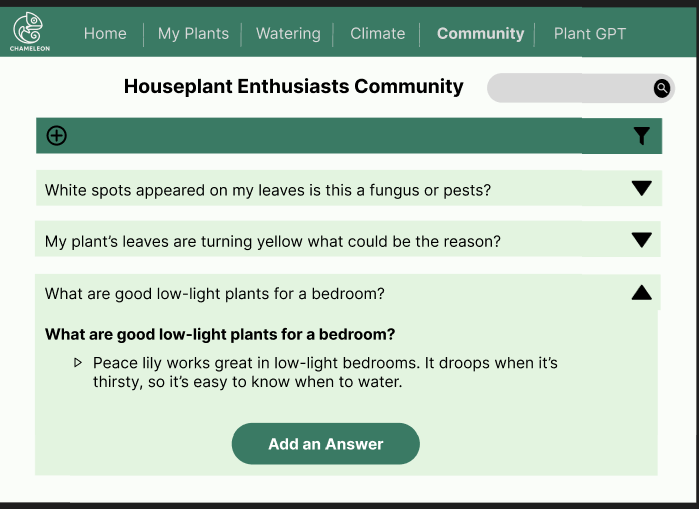 CHAMELEON
Home
My Plants
Watering
Climate
Community
Plant GPT
Houseplant Enthusiasts Community
White spots appeared on my leaves is this a fungus or pests?
My plant’s leaves are turning yellow what could be the reason?
What are good low-light plants for a bedroom?
What are good low-light plants for a bedroom?
Peace lily works great in low-light bedrooms. It droops when it’s
thirsty, so it’s easy to know when to water.
Add an Answer